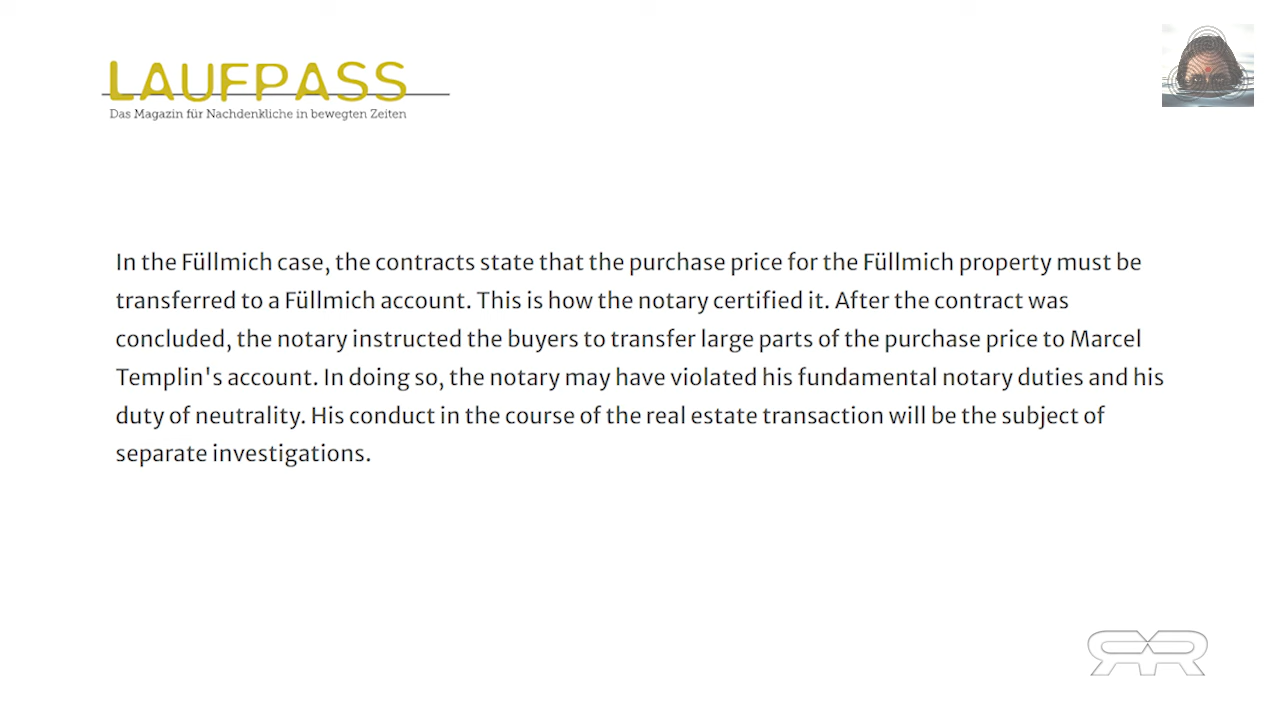 LAUFPASS
Das Magazin für Nachdenkliche in bewegten Zeiten
In the Füllmich case, the contracts state that the purchase price for the Füllmich property must be
transferred to a Füllmich account. This is how the notary certified it. After the contract was
concluded, the notary instructed the buyers to transfer large parts of the purchase price to Marcel
Templin's account. In doing so, the notary may have violated his fundamental notary duties and his
duty of neutrality. His conduct in the course of the real estate transaction will be the subject of
separate investigations.
RR